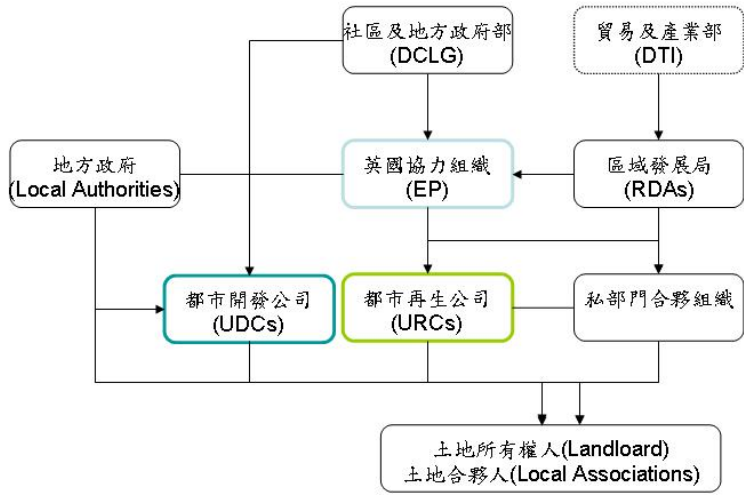 社區及地方政府部
(DCLG)
貿易及產業部
(DTI)
地方政府
(Local Authorities)
英國協力組織
(EP)
區域發展局
(RDAs)
都市開發公司
(UDCs)
都市再生公司
(URCs)
私部門合夥組織
土地所有權人(Landloard)
土地合夥人(Local Associations)